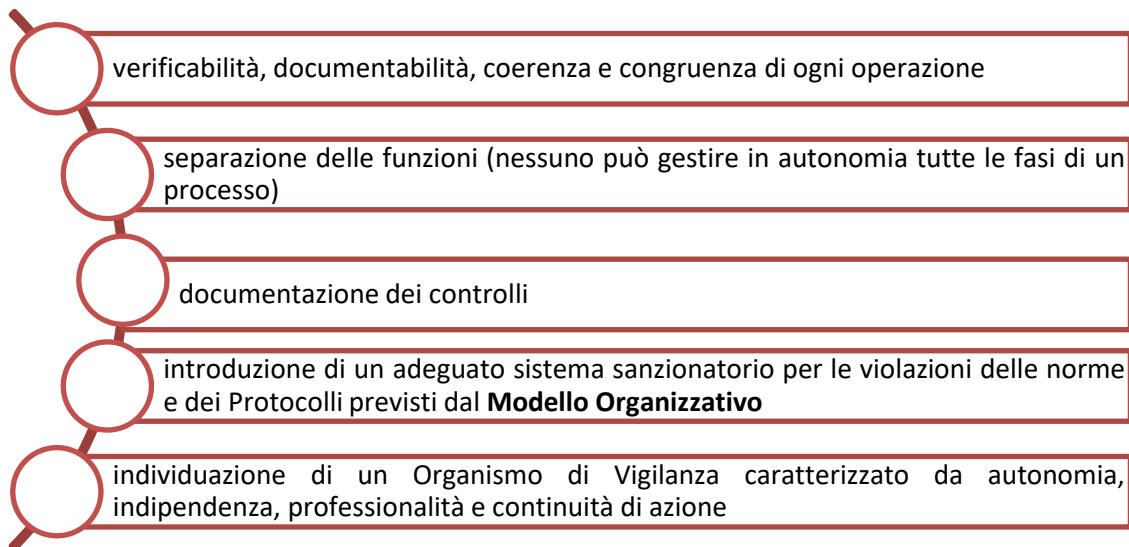 verificabilità, documentabilità, coerenza e congruenza di ogni operazione
separazione delle funzioni (nessuno può gestire in autonomia tutte le fasi di un
processo)
documentazione dei controlli
introduzione di un adeguato sistema sanzionatorio per le violazioni delle norme
e dei Protocolli previsti dal Modello Organizzativo
individuazione di un Organismo di Vigilanza caratterizzato da autonomia,
indipendenza, professionalità e continuità di azione